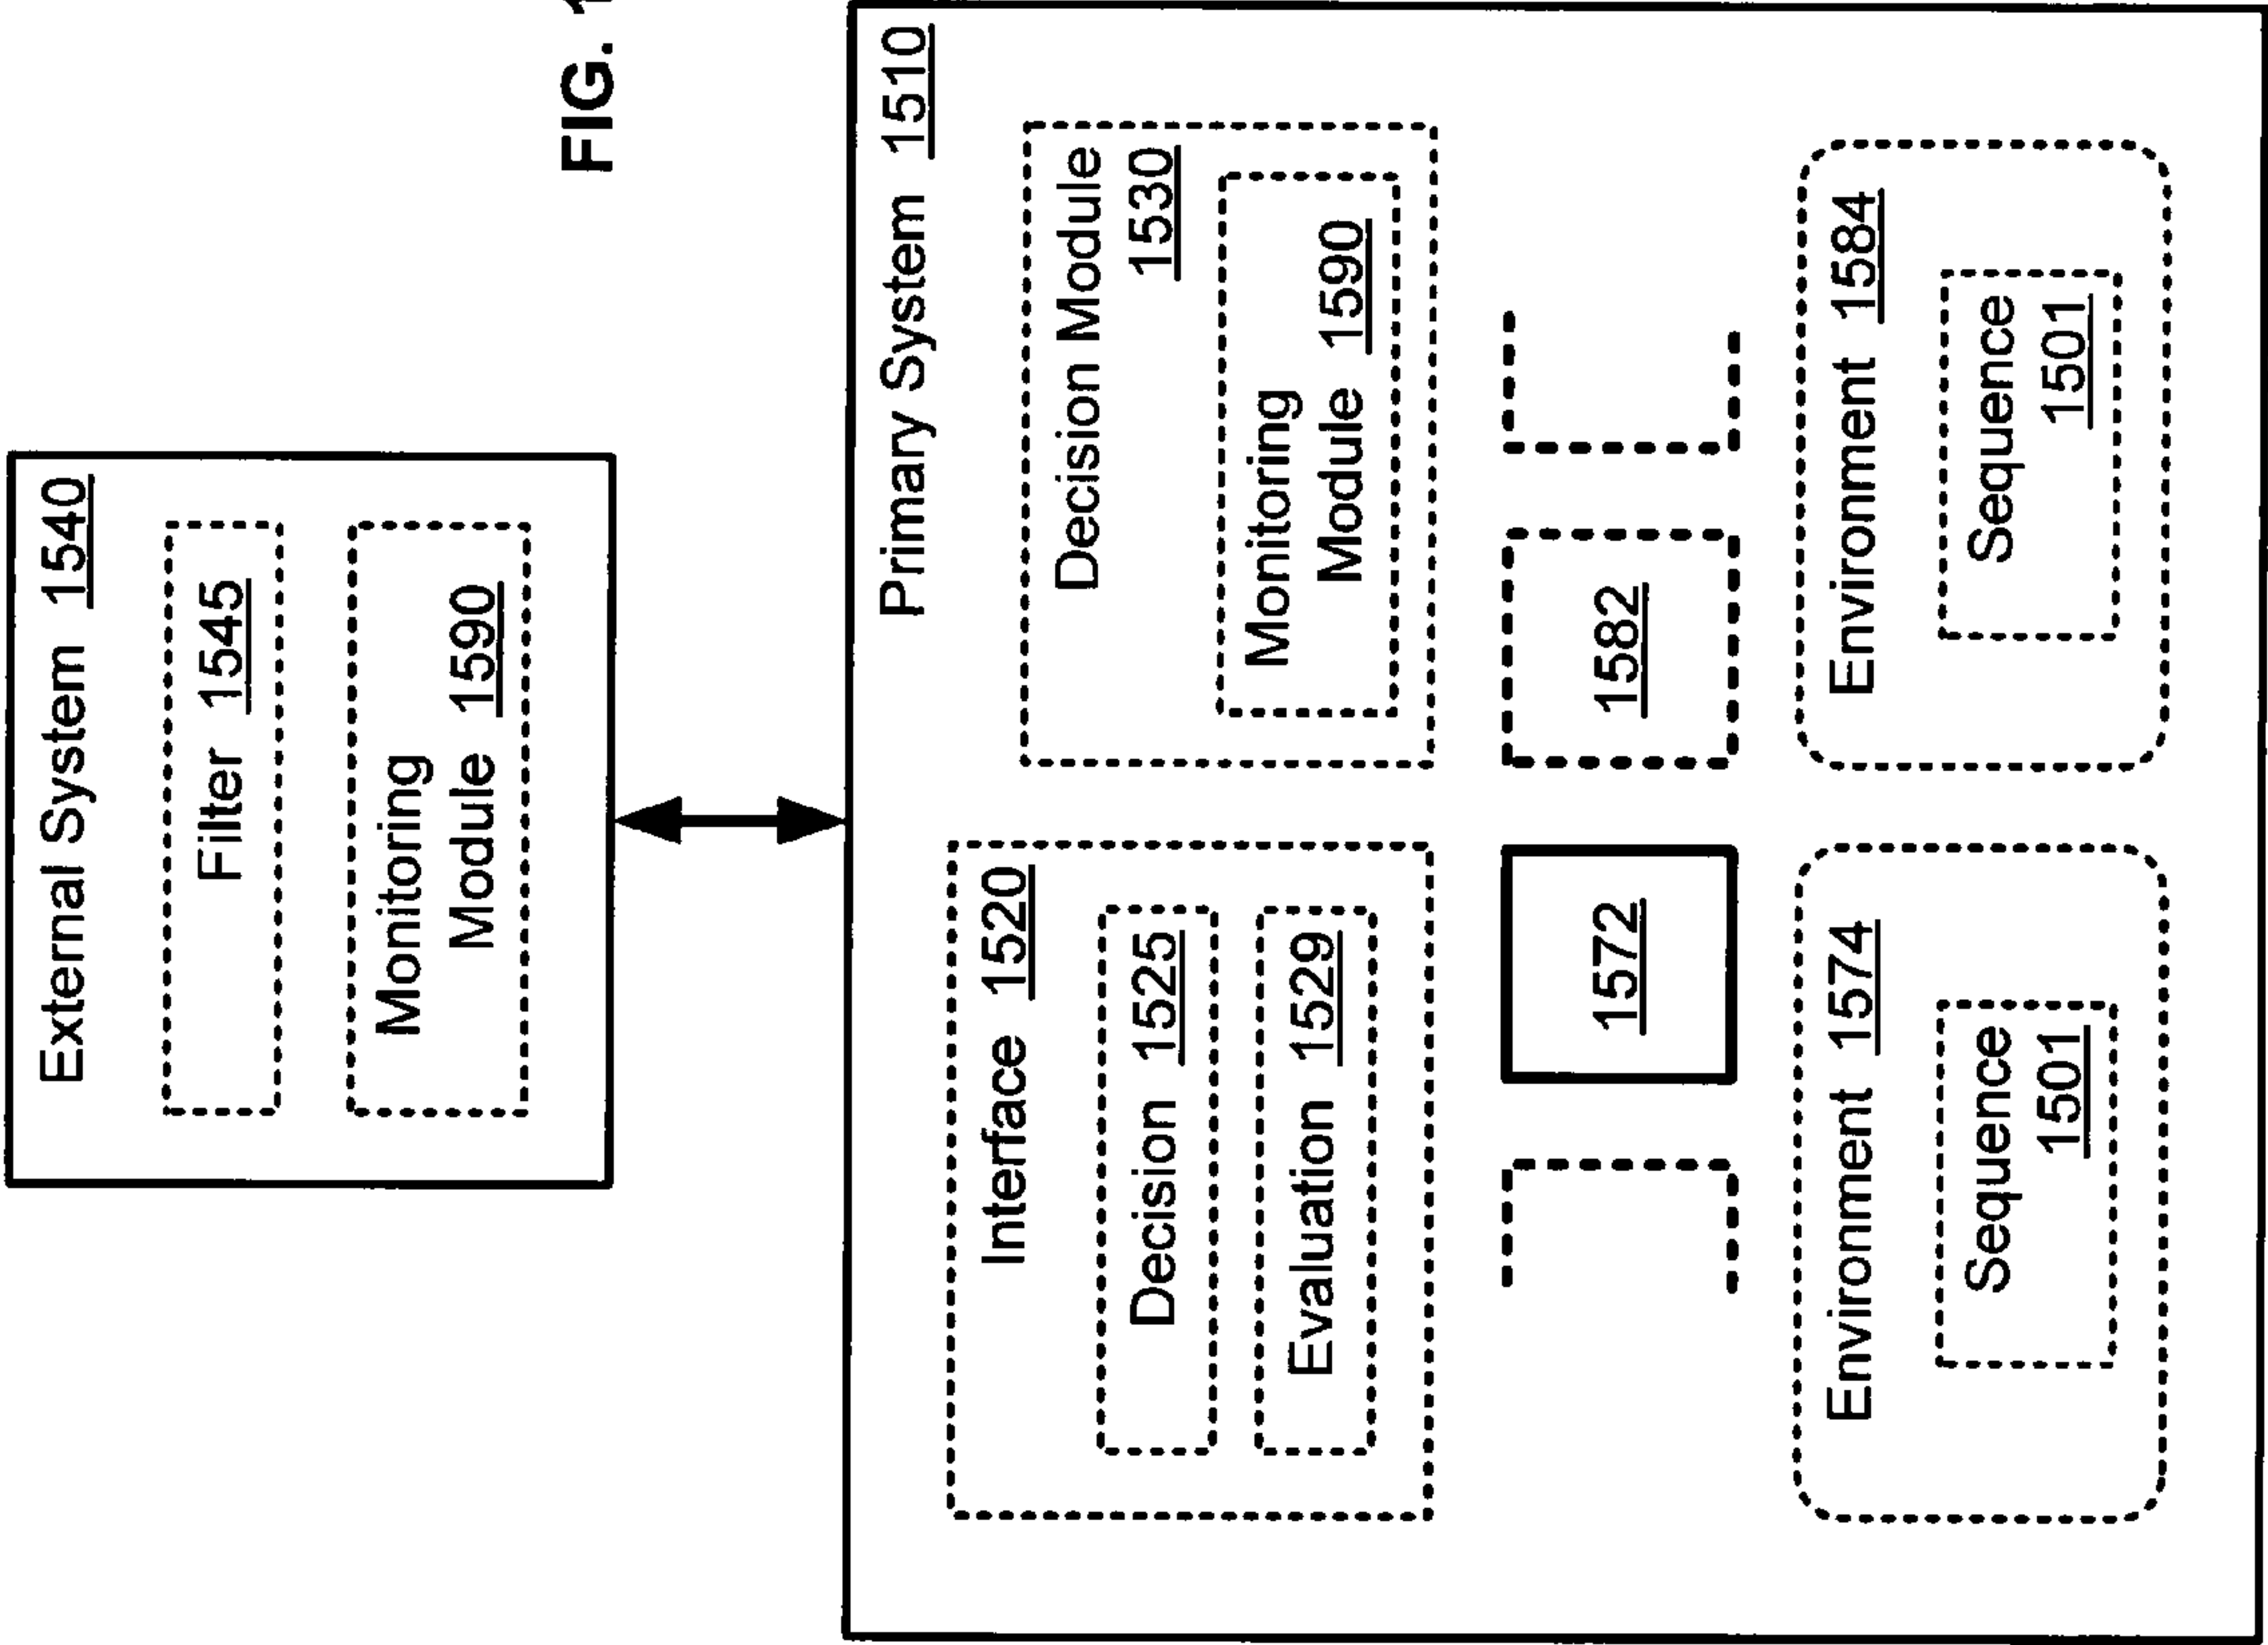 External System 1540
Filter 1545
Monitoring
Module 1590
FIG.
Primary System 1510
Interface 1520
Decision 1525
Evaluation 1529
Decision Module
1530
Monitoring
Module 1590
1572
1582
Environment 1574
Sequence
1501
Environment 1584
Sequence
1501